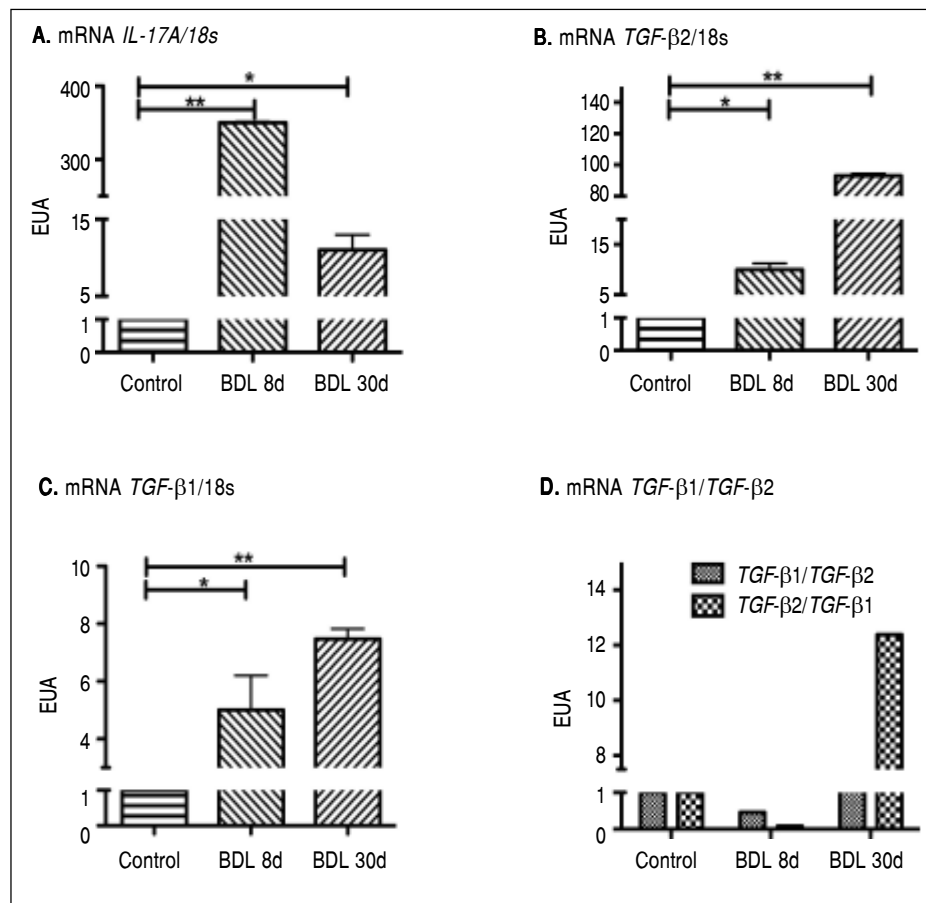 A. mRNA IL-17A/18s
400
300
15
5
1
0
EUA
*
**
Control
BDL 8d
BDL 30d
B. mRNA TGF-β2/18s
140
120
100
80
15
5
1
0
EUA
**
*
Control
BDL 8d
BDL 30d
C. mRNA TGF-β1/18s
10
8
6
4
1
0
EUA
**
*
Control
BDL 8d
BDL 30d
D. mRNA TGF-β1/TGF-β2
14
12
10
8
1
0
EUA
TGF-β1/TGF-β2
TGF-β2/TGF-β1
Control
BDL 8d
BDL 30d